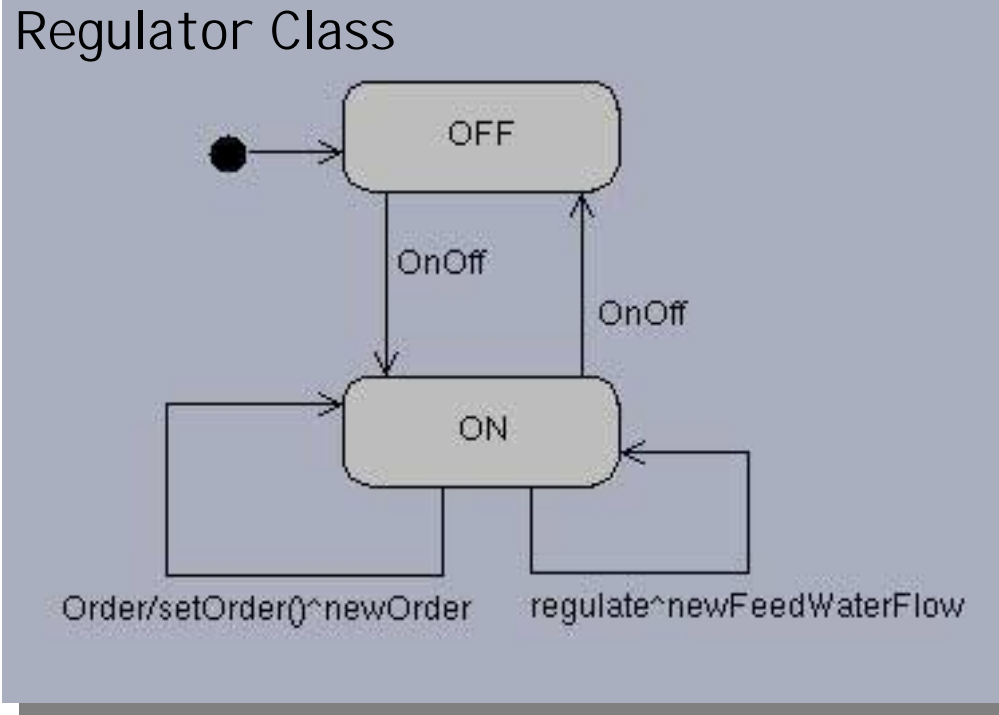 Regulator Class
OFF
OnOff
OnOff
ON
Order/setOrder()^newOrder
regulate^newFeedWaterFlow